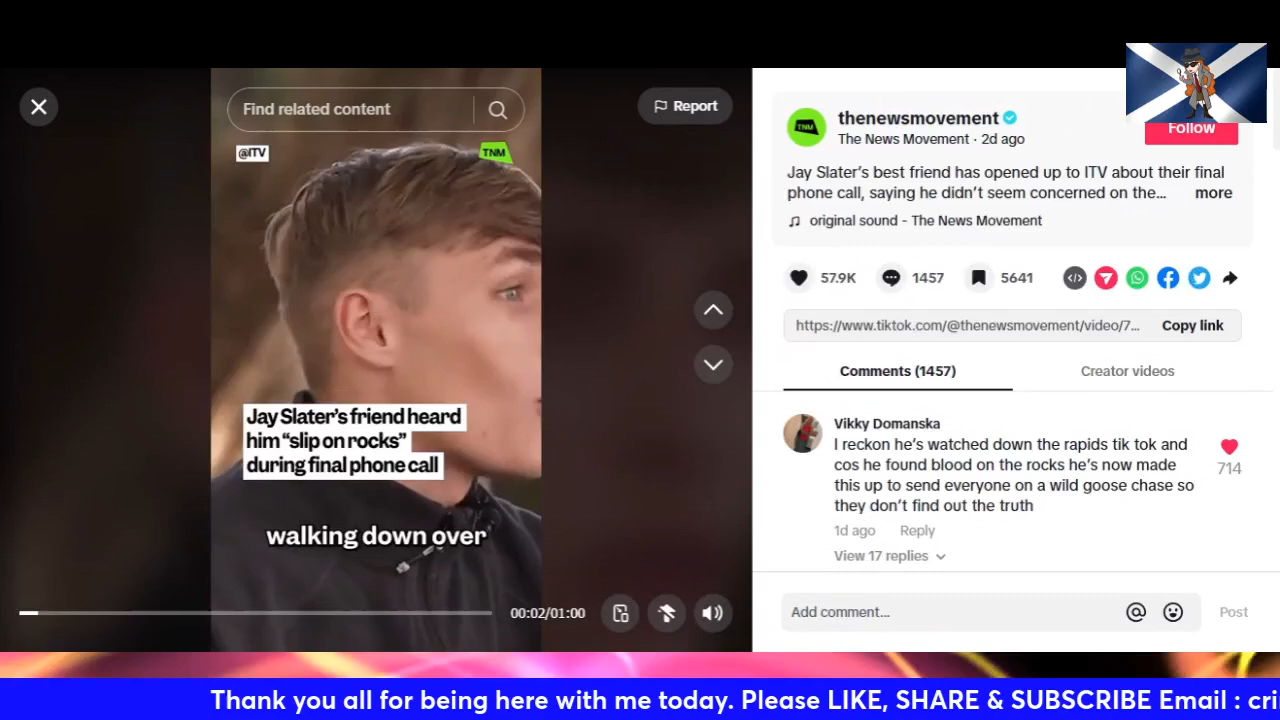 Find related content
Report
@ITV
TNM
Jay Slater's friend heard
him “slip on rocks”
during final phone call
walking down over
00:02/01:00
TNM
thenewsmovement
The News Movement · 2d ago
Follow
Jay Slater's best friend has opened up to ITV about their final
phone call, saying he didn't seem concerned on the... more
original sound - The News Movement
57.9K 1457 5641
https://www.tiktok.com/@thenewsmovement/video/7... Copy link
Comments (1457) Creator videos
Vikky Domanska
I reckon he's watched down the rapids tik tok and
cos he found blood on the rocks he's now made
this up to send everyone on a wild goose chase so
they don't find out the truth
714
1d ago Reply
View 17 replies
Add comment... Post
Thank you all for being here with me today. Please LIKE, SHARE & SUBSCRIBE Email : cri